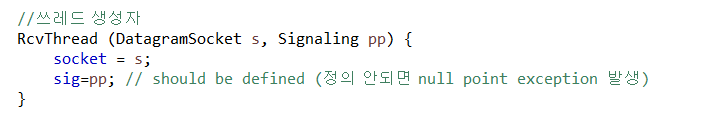 //쓰레드 생성자
RcvThread (DatagramSocket s, Signaling pp) {
socket = s;
sig=pp; // should be defined (정의 안되면 null point exception 발생)
}